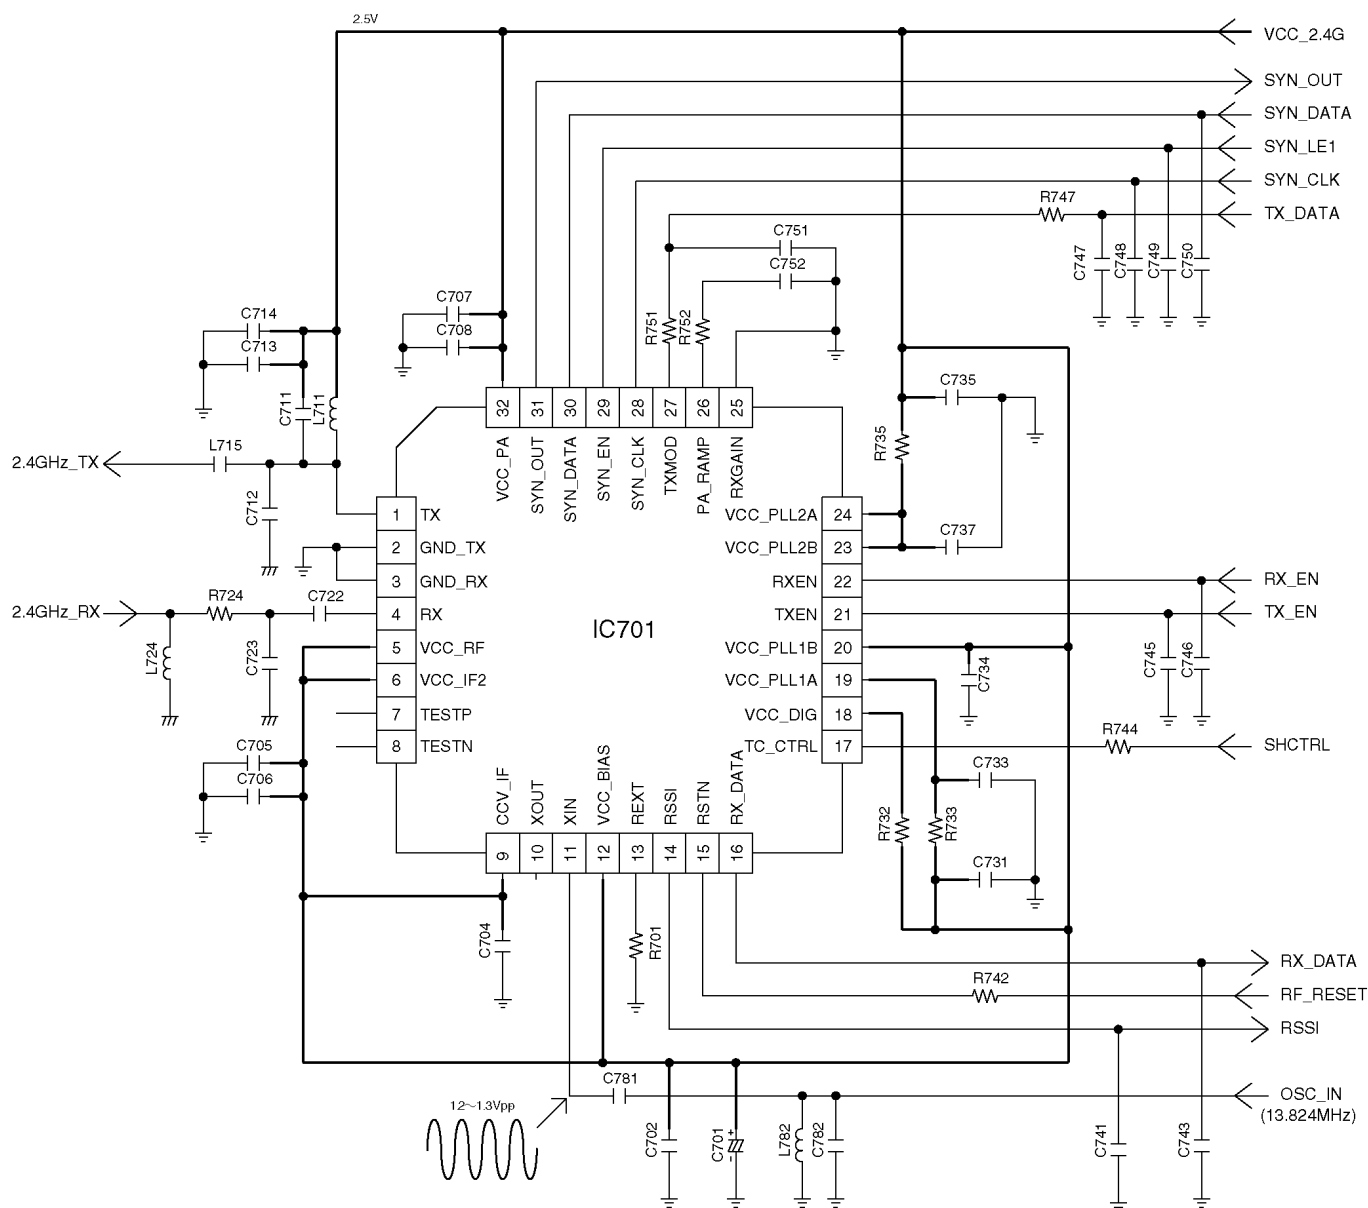 2.5V
VCC_2.4G
SYN_OUT
SYN_DATA
SYN_LE1
SYN_CLK
R747
TX_DATA
C751
C752
C747
C748
C749
C750
C707
C708
C714
C713
C711
L711
R751
R752
C735
R735
C737
L715
2.4GHz_TX
C712
32
31
30
29
28
27
26
25
VCC_PA
SYN_OUT
SYN_DATA
SYN_EN
SYN_CLK
TXMOD
PA_RAMP
RXGAIN
1 TX
2 GND_TX
3 GND_RX
4 RX
5 VCC_RF
6 VCC_IF2
7 TESTP
8 TESTN
VCC_PLL2A 24
VCC_PLL2B 23
RXEN 22
TXEN 21
VCC_PLL1B 20
VCC_PLL1A 19
VCC_DIG 18
TC_CTRL 17
IC701
RX_EN
TX_EN
2.4GHz_RX
R724
C722
L724
C723
C734
C745
C746
R744
SHCTRL
C705
C706
C733
R732
R733
C731
CCV_IF
XOUT
XIN
VCC_BIAS
REXT
RSSI
RSTN
RX_DATA
9
10
11
12
13
14
15
16
C704
R701
RX_DATA
R742
RF_RESET
RSSI
C781
OSC_IN
(13.824MHz)
12~1.3Vpp
C702
C701
+
-
L782
C782
C741
C743